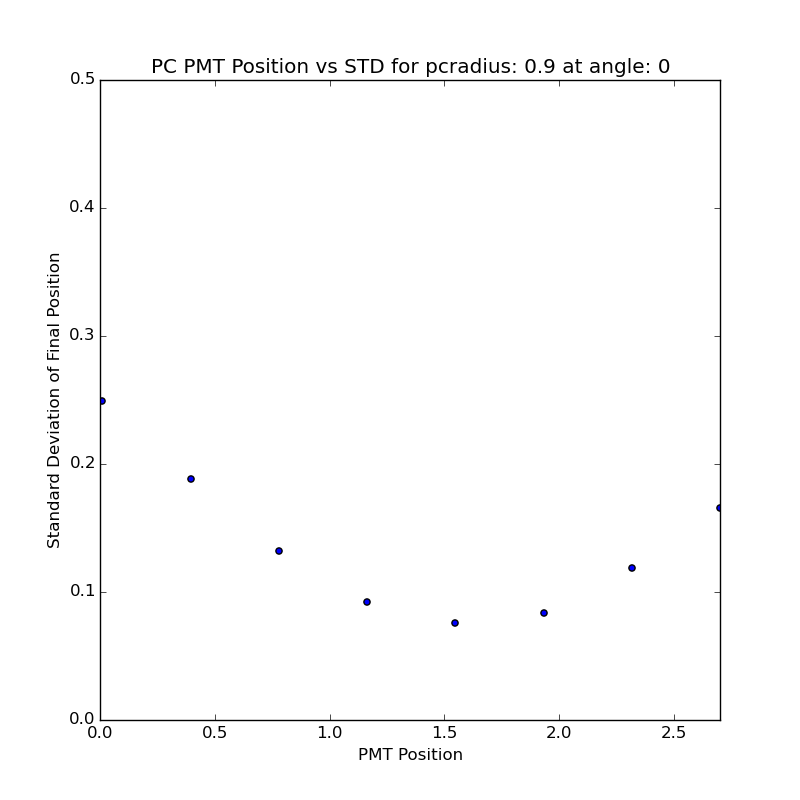 PC PMT Position vs STD for pcradius: 0.9 at angle: 0
0.5
0.4
0.3
0.2
0.1
0.0
Standard Deviation of Final Position
0.0 0.5 1.0 1.5 2.0 2.5
PMT Position